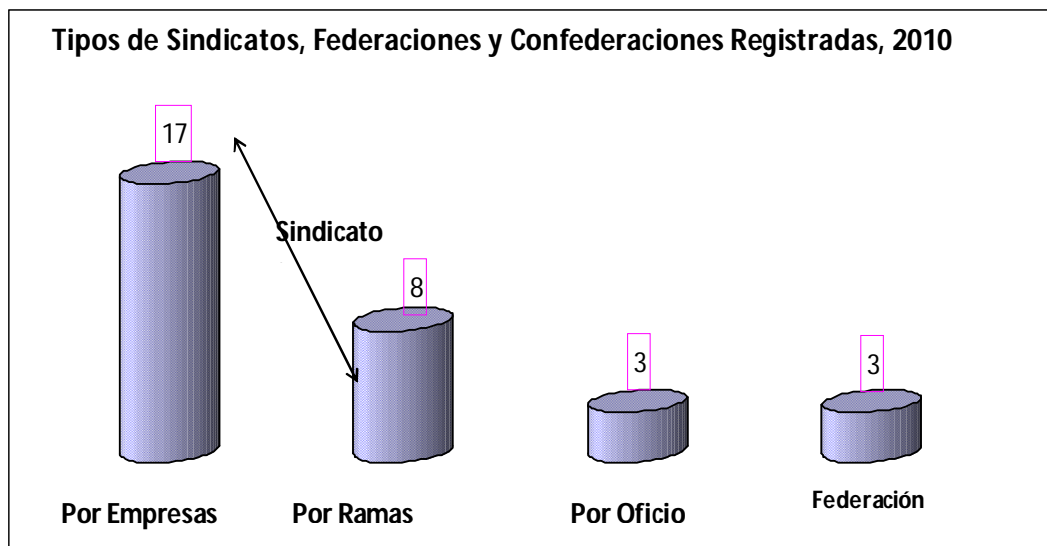 Tipos de Sindicatos, Federaciones y Confederaciones Registradas, 2010
17
Sindicato
8
3
3
Por Empresas
Por Ramas
Por Oficio
Federación